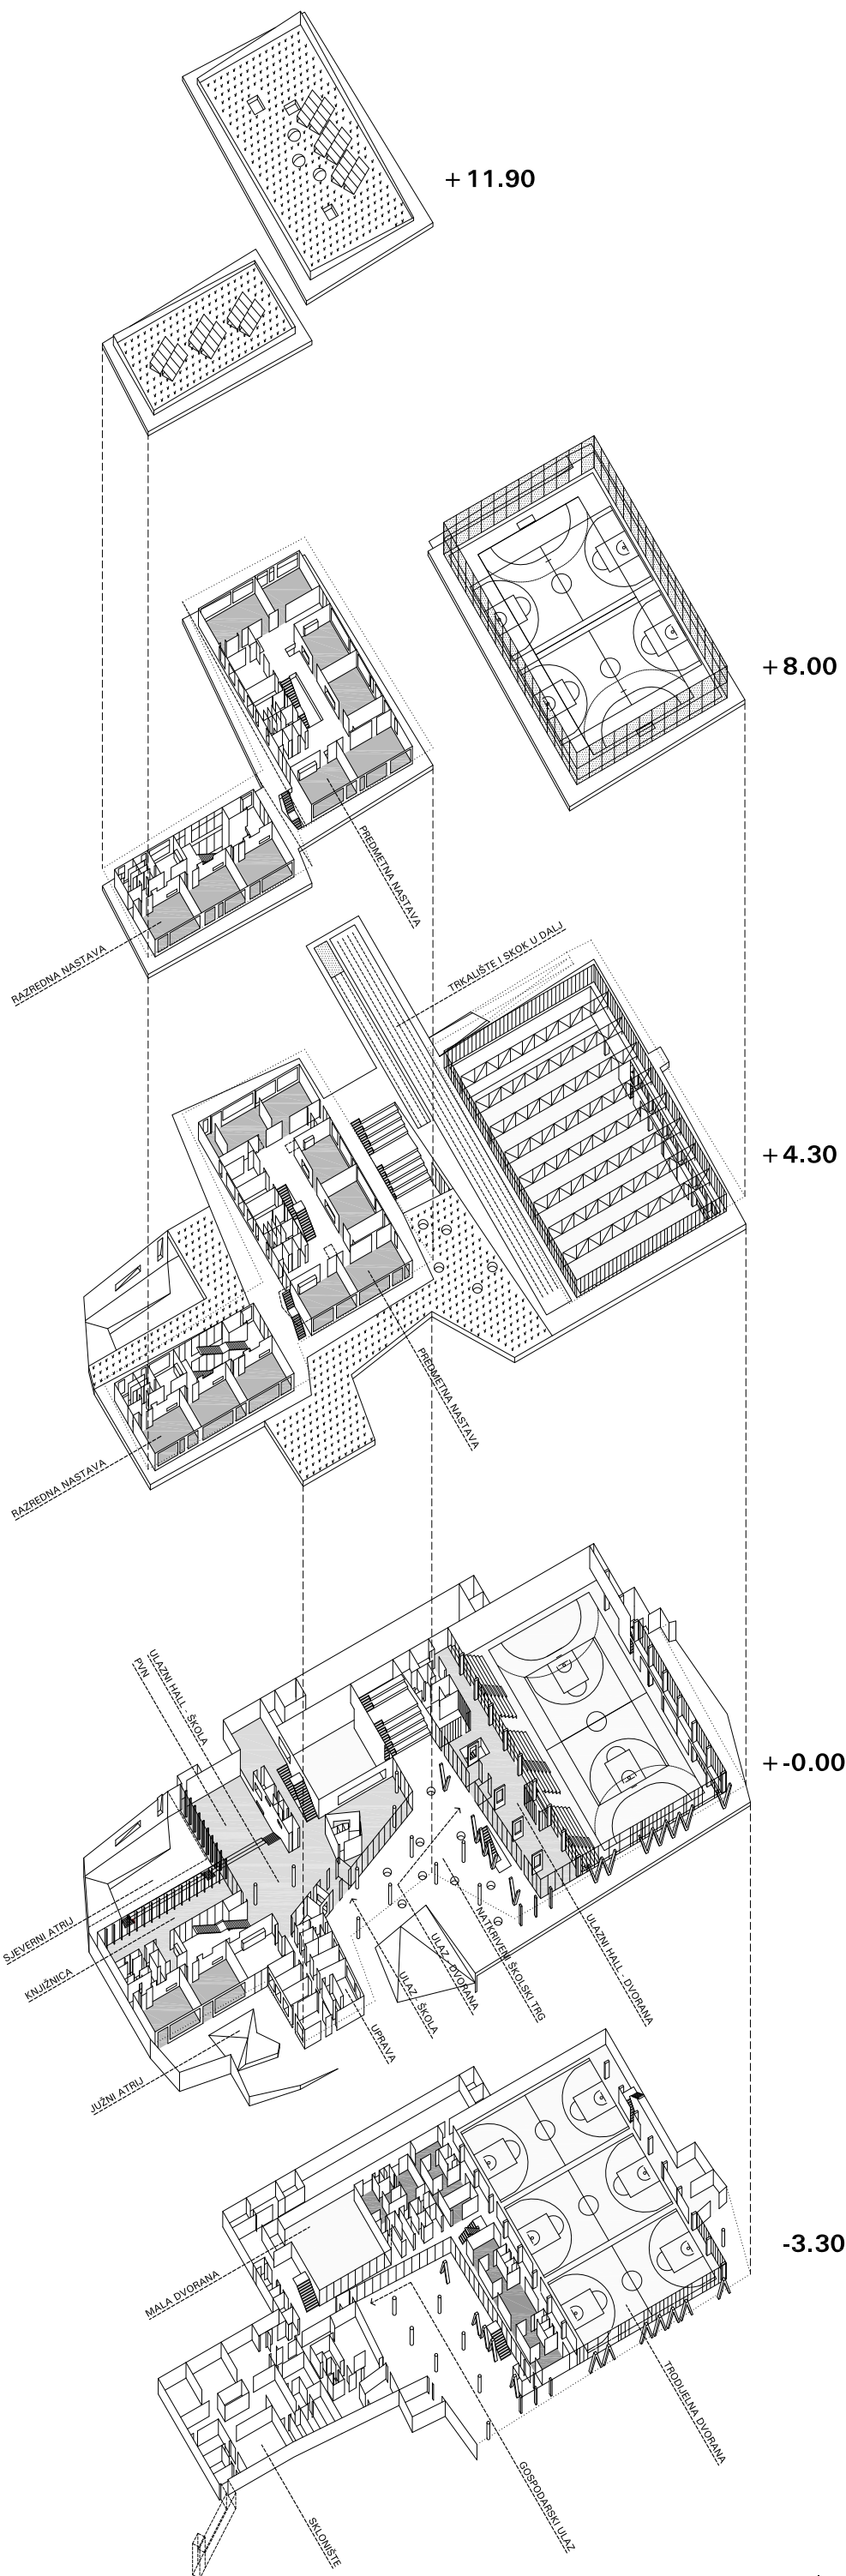 + 11.90
+ 8.00
PREDMETNA NASTAVA
RAZREDNA NASTAVA
TRKALIŠTE I SKOK U DALJ
+ 4.30
PREDMETNA NASTAVA
RAZREDNA NASTAVA
ULAZNI HALL - ŠKOLA
PVN
+-0.00
SJEVERNI ATRIJ
KNJIŽNICA
JUŽNI ATRIJ
UPRAVA
ULAZ - ŠKOLA
ULAZ - DVORANA
NATKRIVENI ŠKOLSKI TRG
ULAZNI HALL - DVORANA
-3.30
MALA DVORANA
TRODIJELNA DVORANA
GOSPODARSKI ULAZ
SKLONIŠTE